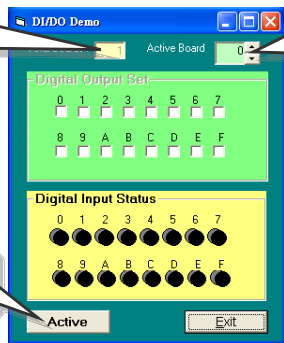 DI/DO Demo
1 Active Board 0
Digital Output Set
0 1 2 3 4 5 6 7
8 9 A B C D E F
Digital Input Status
0 1 2 3 4 5 6 7
8 9 A B C D E F
Active Exit